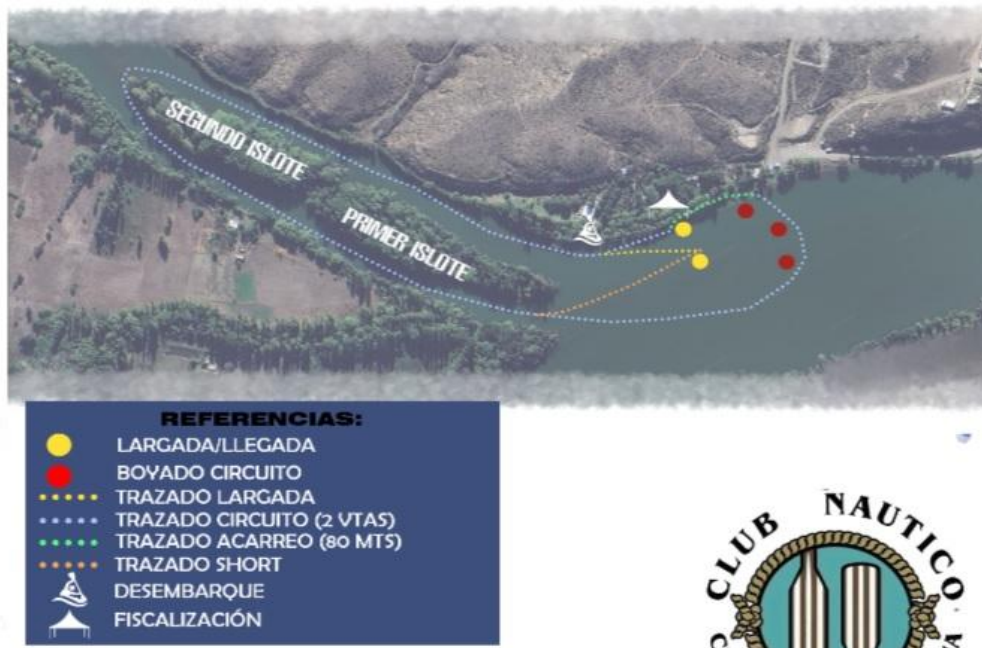 SEGUNDO ISLOTE
PRIMER ISLOTE
REFERENCIAS:
LARGADA/LLEGADA
BOYADO CIRCUITO
TRAZADO LARGADA
TRAZADO CIRCUITO (2 VTAS)
TRAZADO ACARREO (80 MTS)
TRAZADO SHORT
DESEMBARQUE
FISCALIZACIÓN
CLUB NAUTICO